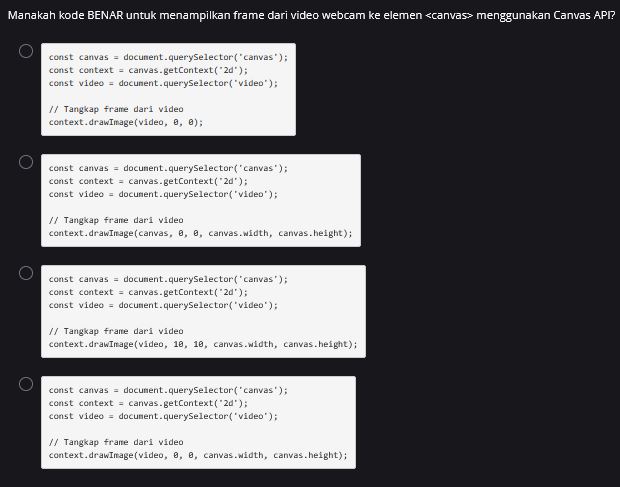 Manakah kode BENAR untuk menampilkan frame dari video webcam ke elemen <canvas> menggunakan Canvas API?
const canvas = document.querySelector('canvas');
const context = canvas.getContext('2d');
const video = document.querySelector('video');
// Tangkap frame dari video
context.drawImage(video, 0, 0);
const canvas = document.querySelector('canvas');
const context = canvas.getContext('2d');
const video = document.querySelector('video');
// Tangkap frame dari video
context.drawImage(canvas, 0, 0, canvas.width, canvas.height);
const canvas = document.querySelector('canvas');
const context = canvas.getContext('2d');
const video = document.querySelector('video');
// Tangkap frame dari video
context.drawImage(video, 10, 10, canvas.width, canvas.height);
const canvas = document.querySelector('canvas');
const context = canvas.getContext('2d');
const video = document.querySelector('video');
// Tangkap frame dari video
context.drawImage(video, 0, 0, canvas.width, canvas.height);